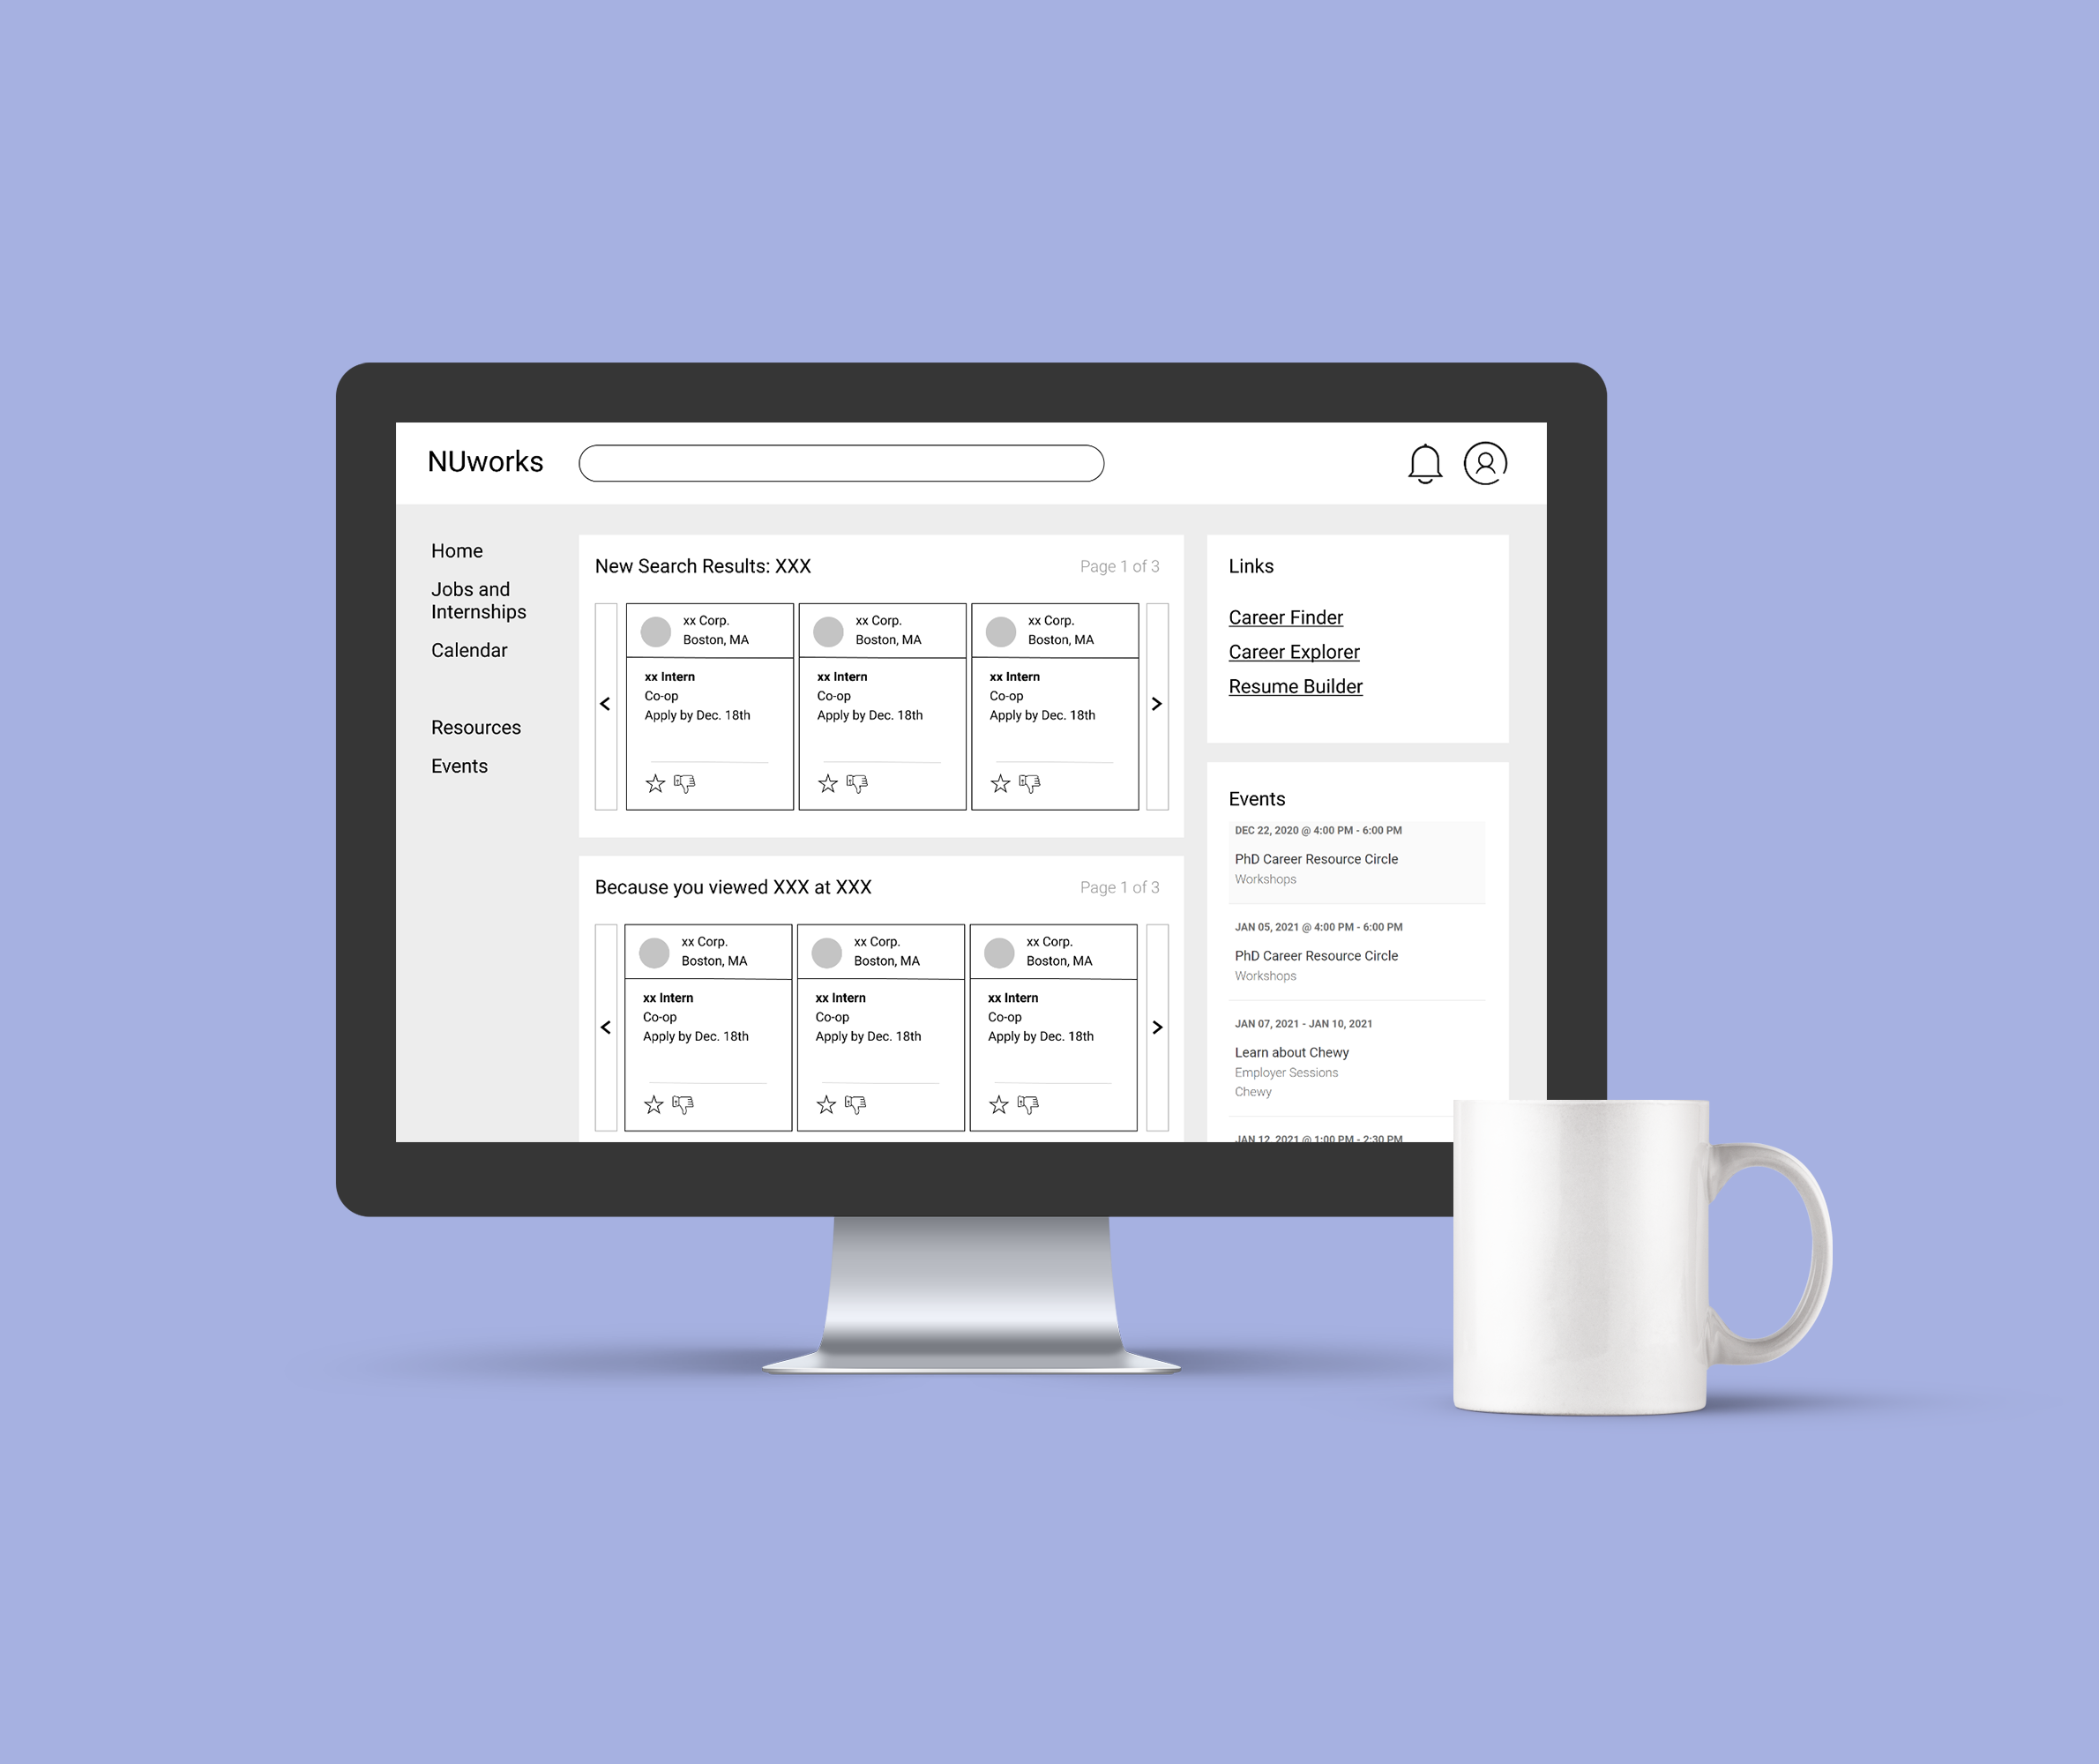 NUworks
Home
Jobs and
Internships
Calendar
Resources
Events
New Search Results: XXX
Page 1 of 3
xx Corp.
Boston, MA
xx Intern
Co-op
Apply by Dec. 18th
xx Corp.
Boston, MA
xx Intern
Co-op
Apply by Dec. 18th
xx Corp.
Boston, MA
xx Intern
Co-op
Apply by Dec. 18th
Because you viewed XXX at XXX
Page 1 of 3
xx Corp.
Boston, MA
xx Intern
Co-op
Apply by Dec. 18th
xx Corp.
Boston, MA
xx Intern
Co-op
Apply by Dec. 18th
xx Corp.
Boston, MA
xx Intern
Co-op
Apply by Dec. 18th
Links
Career Finder
Career Explorer
Resume Builder
Events
DEC 22, 2020 @ 4:00 PM - 6:00 PM
PhD Career Resource Circle
Workshops
JAN 05, 2021 @ 4:00 PM - 6:00 PM
PhD Career Resource Circle
Workshops
JAN 07, 2021 - JAN 10, 2021
Learn about Chewy
Employer Sessions
Chewy
JAN 12, 2021 @ 1:00 PM - 2:30 PM